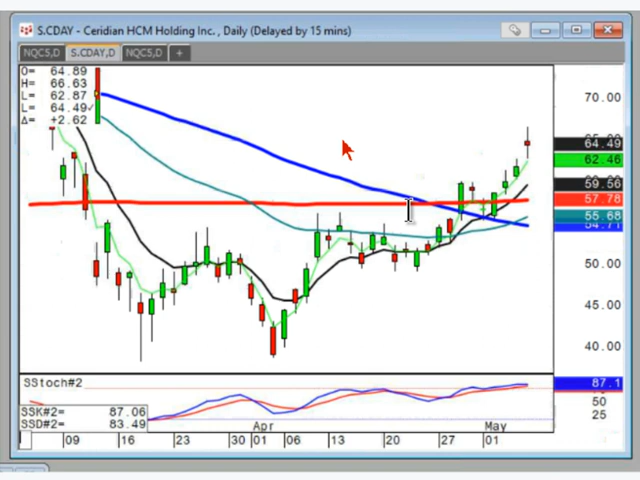 S.CDAY - Ceridian HCM Holding Inc. , Daily (Delayed by 15 mins)
NQC5,D S.CDAY,D NQC5,D +
O= 64.89
H= 66.63
L= 62.87
L= 64.49✓
Δ= +2.62
70.00
64.49
62.46
59.56
57.78
55.68
54.71
50.00
45.00
40.00
SStoch#2
87.1
50
25
SSK#2= 87.06
SSD#2= 83.49
Apr May
09 16 23 30 01 06 13 20 27 01